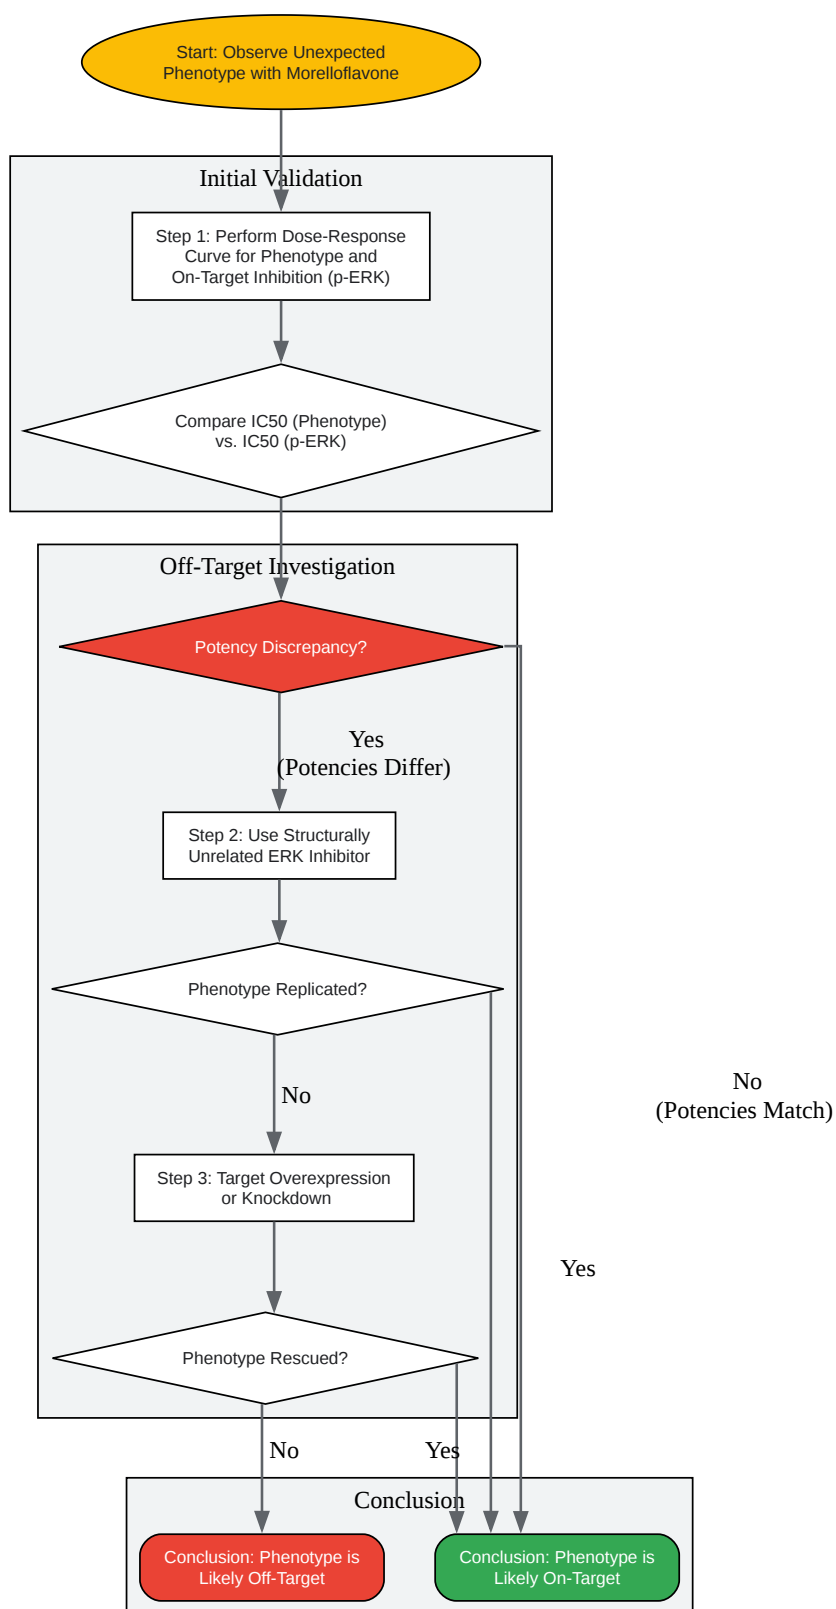 Start: Observe Unexpected
Phenotype with Morelloflavone
Initial Validation
Step 1: Perform Dose-Response
Curve for Phenotype and
On-Target Inhibition (p-ERK)
Compare IC50 (Phenotype)
vs. IC50 (p-ERK)
Off-Target Investigation
Potency Discrepancy?
Yes
(Potencies Differ)
Step 2: Use Structurally
Unrelated ERK Inhibitor
Phenotype Replicated?
No
(Potencies Match)
No
Step 3: Target Overexpression
or Knockdown
Yes
Phenotype Rescued?
No
Yes
Conclusion
Conclusion: Phenotype is
Likely Off-Target
Conclusion: Phenotype is
Likely On-Target